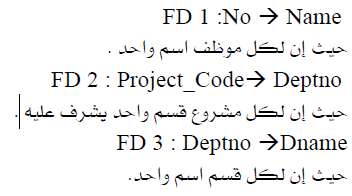 FD 1 :No → Name
حيث إن لكل موظف اسم واحد .
FD 2 : Project_Code→ Deptno
حيث إن لكل مشروع قسم واحد يشرف عليه .
FD 3 : Deptno →Dname
حيث إن لكل قسم اسم واحد.